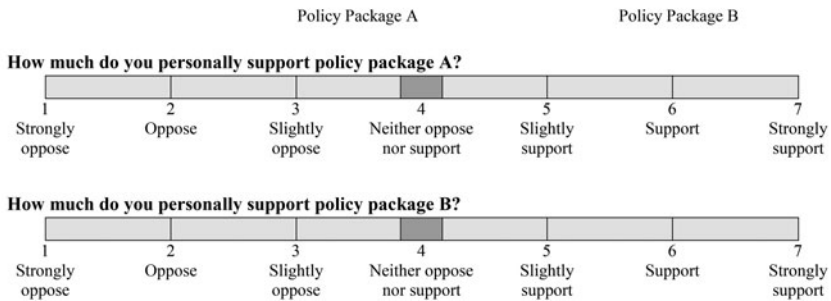 Policy Package A Policy Package B
How much do you personally support policy package A?
1 2 3 4 5 6 7
Strongly Oppose Slightly Neither oppose Slightly Support Strongly
oppose oppose nor support support support
How much do you personally support policy package B?
1 2 3 4 5 6 7
Strongly Oppose Slightly Neither oppose Slightly Support Strongly
oppose oppose nor support support support